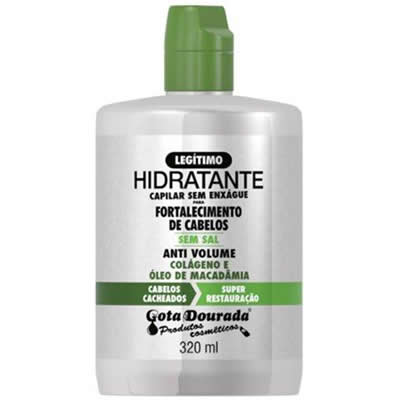 LEGÍTIMO
HIDRATANTE
CAPILAR SEM ENXÁGUE
PARA
FORTALECIMENTO
DE CABELOS
SEM SAL
ANTI VOLUME
COLÁGENO E
ÓLEO DE MACADÂMIA
CABELOS CACHEADOS
SUPER RESTAURAÇÃO
Gota Dourada®
Produtos cosméticos
320 ml